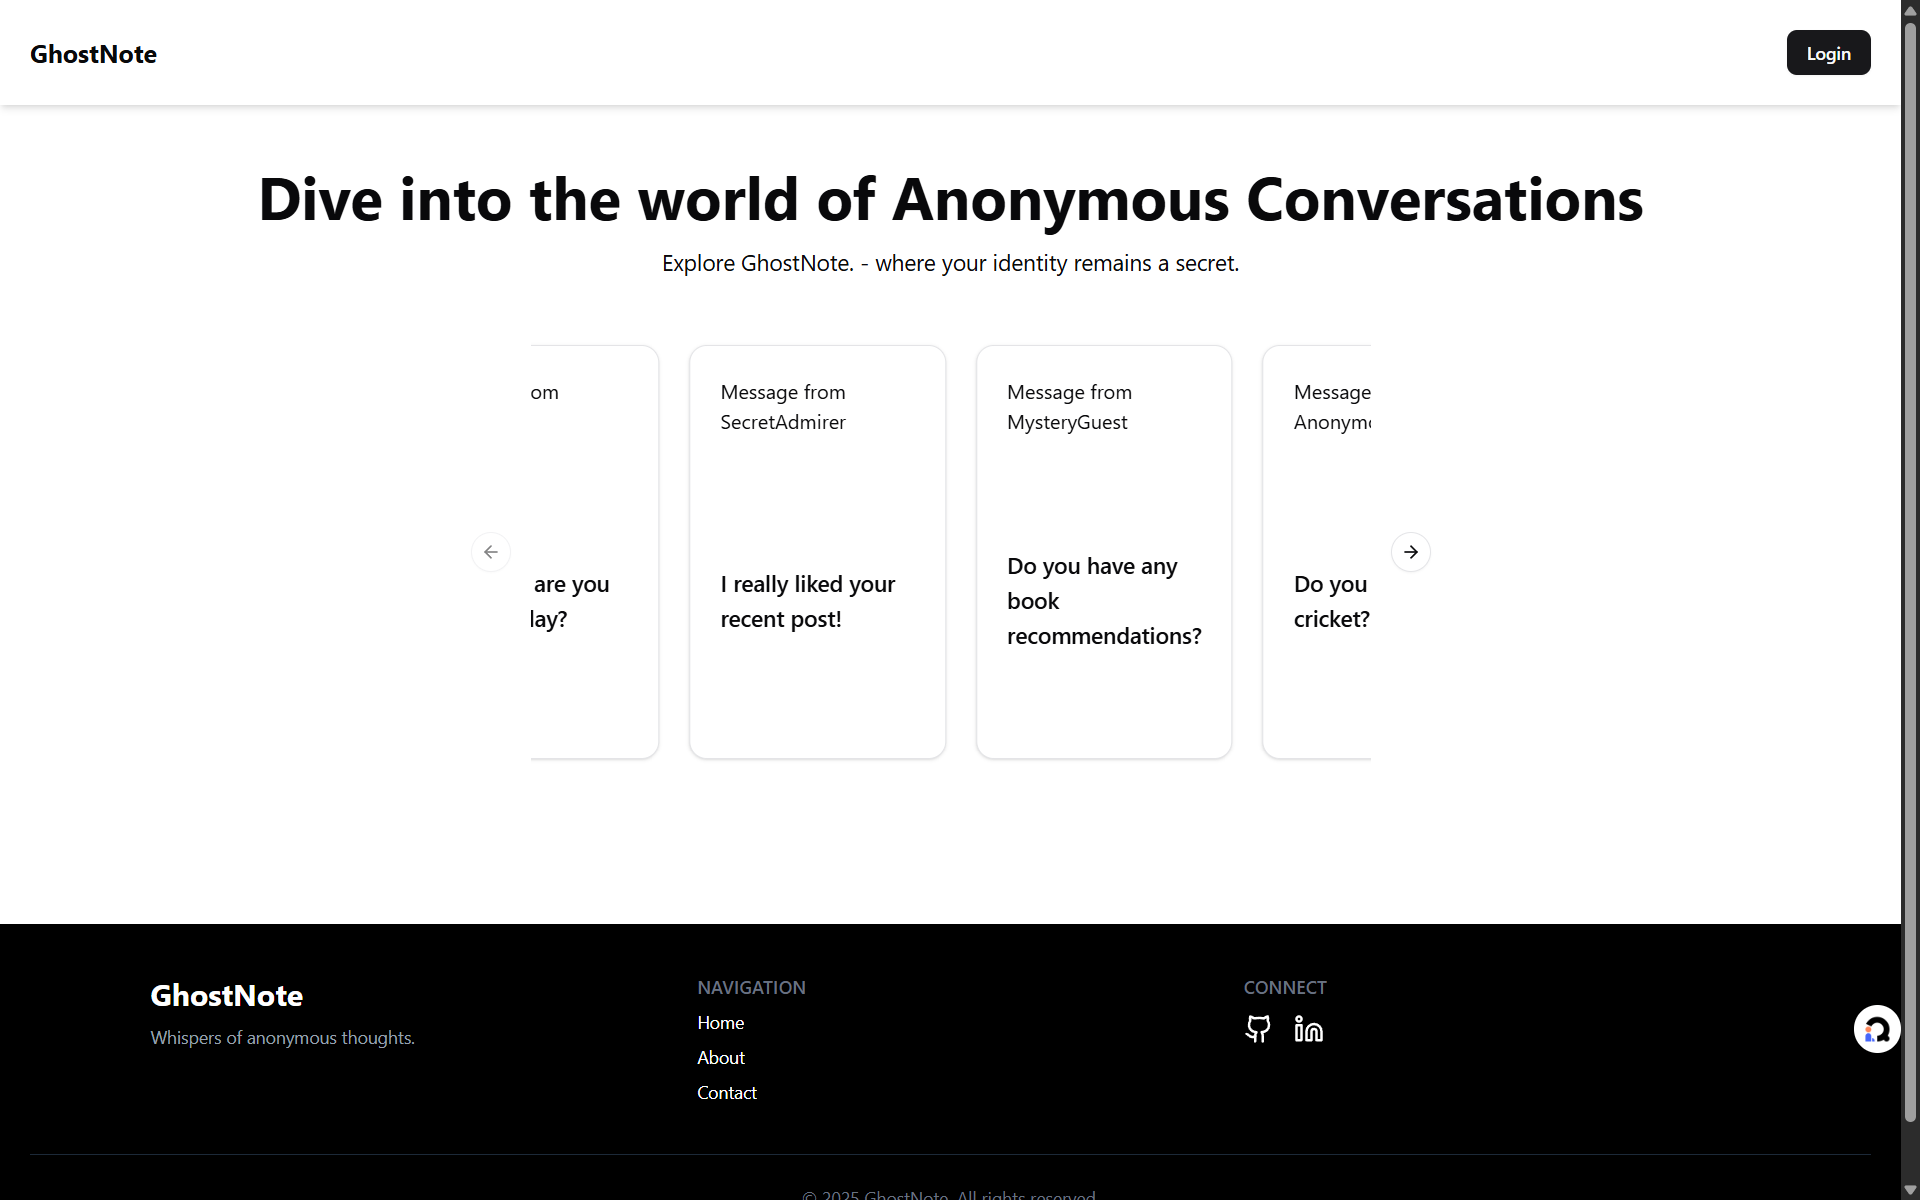 GhostNote
Login
Dive into the world of Anonymous Conversations
Explore GhostNote. - where your identity remains a secret.
om
are you
lay?
Message from
SecretAdmirer
I really liked your
recent post!
Message from
MysteryGuest
Do you have any
book
recommendations?
Message
Anonymo
Do you
cricket?
GhostNote
Whispers of anonymous thoughts.
NAVIGATION
Home
About
Contact
CONNECT
© 2025 GhostNote. All rights reserved.